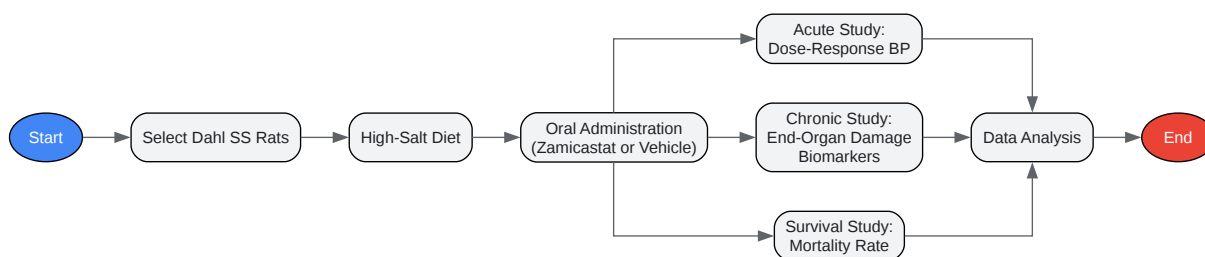 Start
Select Dahl SS Rats
High-Salt Diet
Oral Administration
(Zamicastat or Vehicle)
Acute Study:
Dose-Response BP
Chronic Study:
End-Organ Damage
Biomarkers
Survival Study:
Mortality Rate
Data Analysis
End